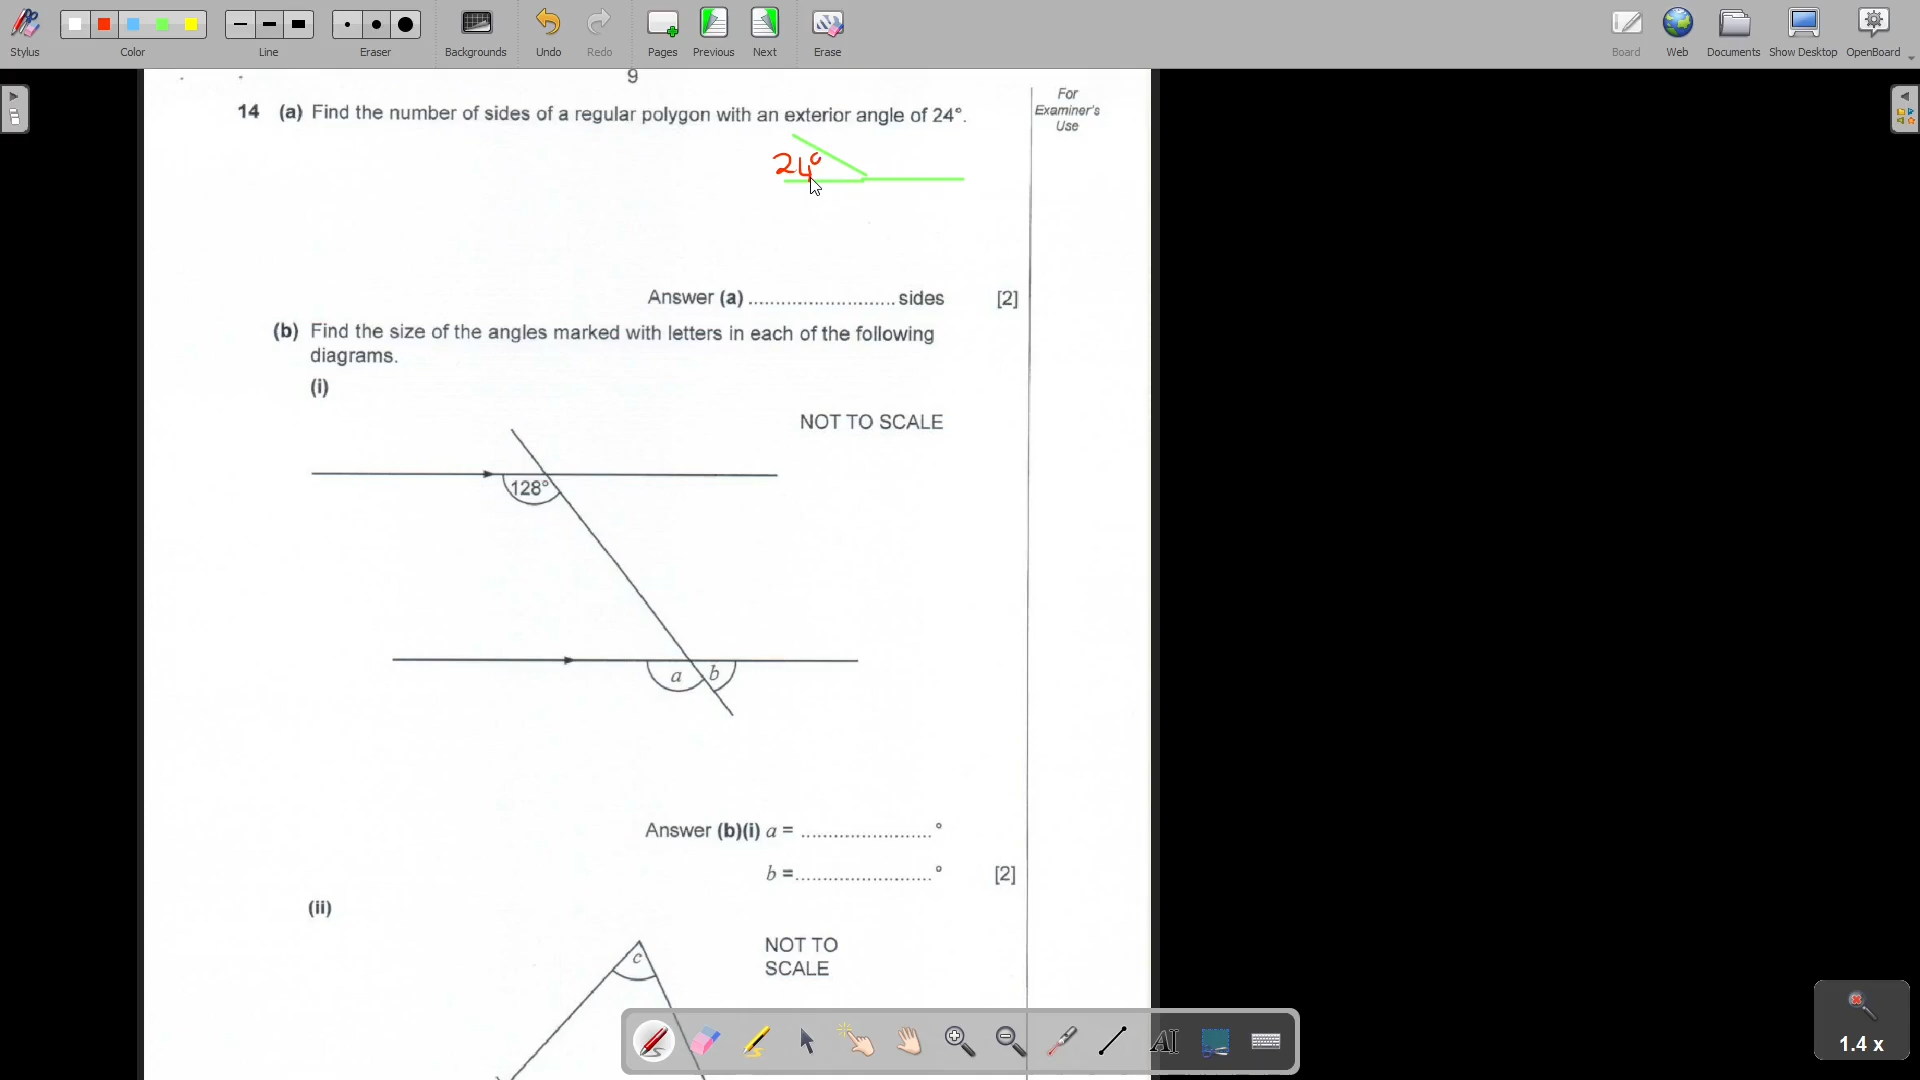 Stylus
Color
Line
Eraser
Backgrounds
Undo
Redo
Pages
Previous
Next
Erase
Board
Web
Documents
Show Desktop
OpenBoard
9
For
Examiner's
Use
14 (a) Find the number of sides of a regular polygon with an exterior angle of 24°.
24°
Answer (a) .......................... sides [2]
(b) Find the size of the angles marked with letters in each of the following
diagrams.
(i)
NOT TO SCALE
128°
a b
Answer (b)(i) a = ....................... °
b = ........................ ° [2]
(ii)
NOT TO
SCALE
c
AI
1.4 x